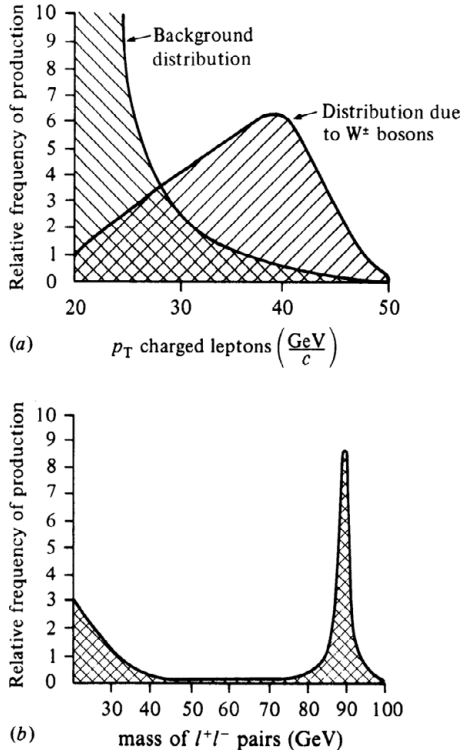 Relative frequency of production
10
9
8
7
6
5
4
3
2
1
0
Background
distribution
Distribution due
to W± bosons
20
30
40
50
(a)
pT charged leptons (GeV/c)
Relative frequency of production
10
9
8
7
6
5
4
3
2
1
0
30 40 50 60 70 80 90 100
(b)
mass of l+l− pairs (GeV)